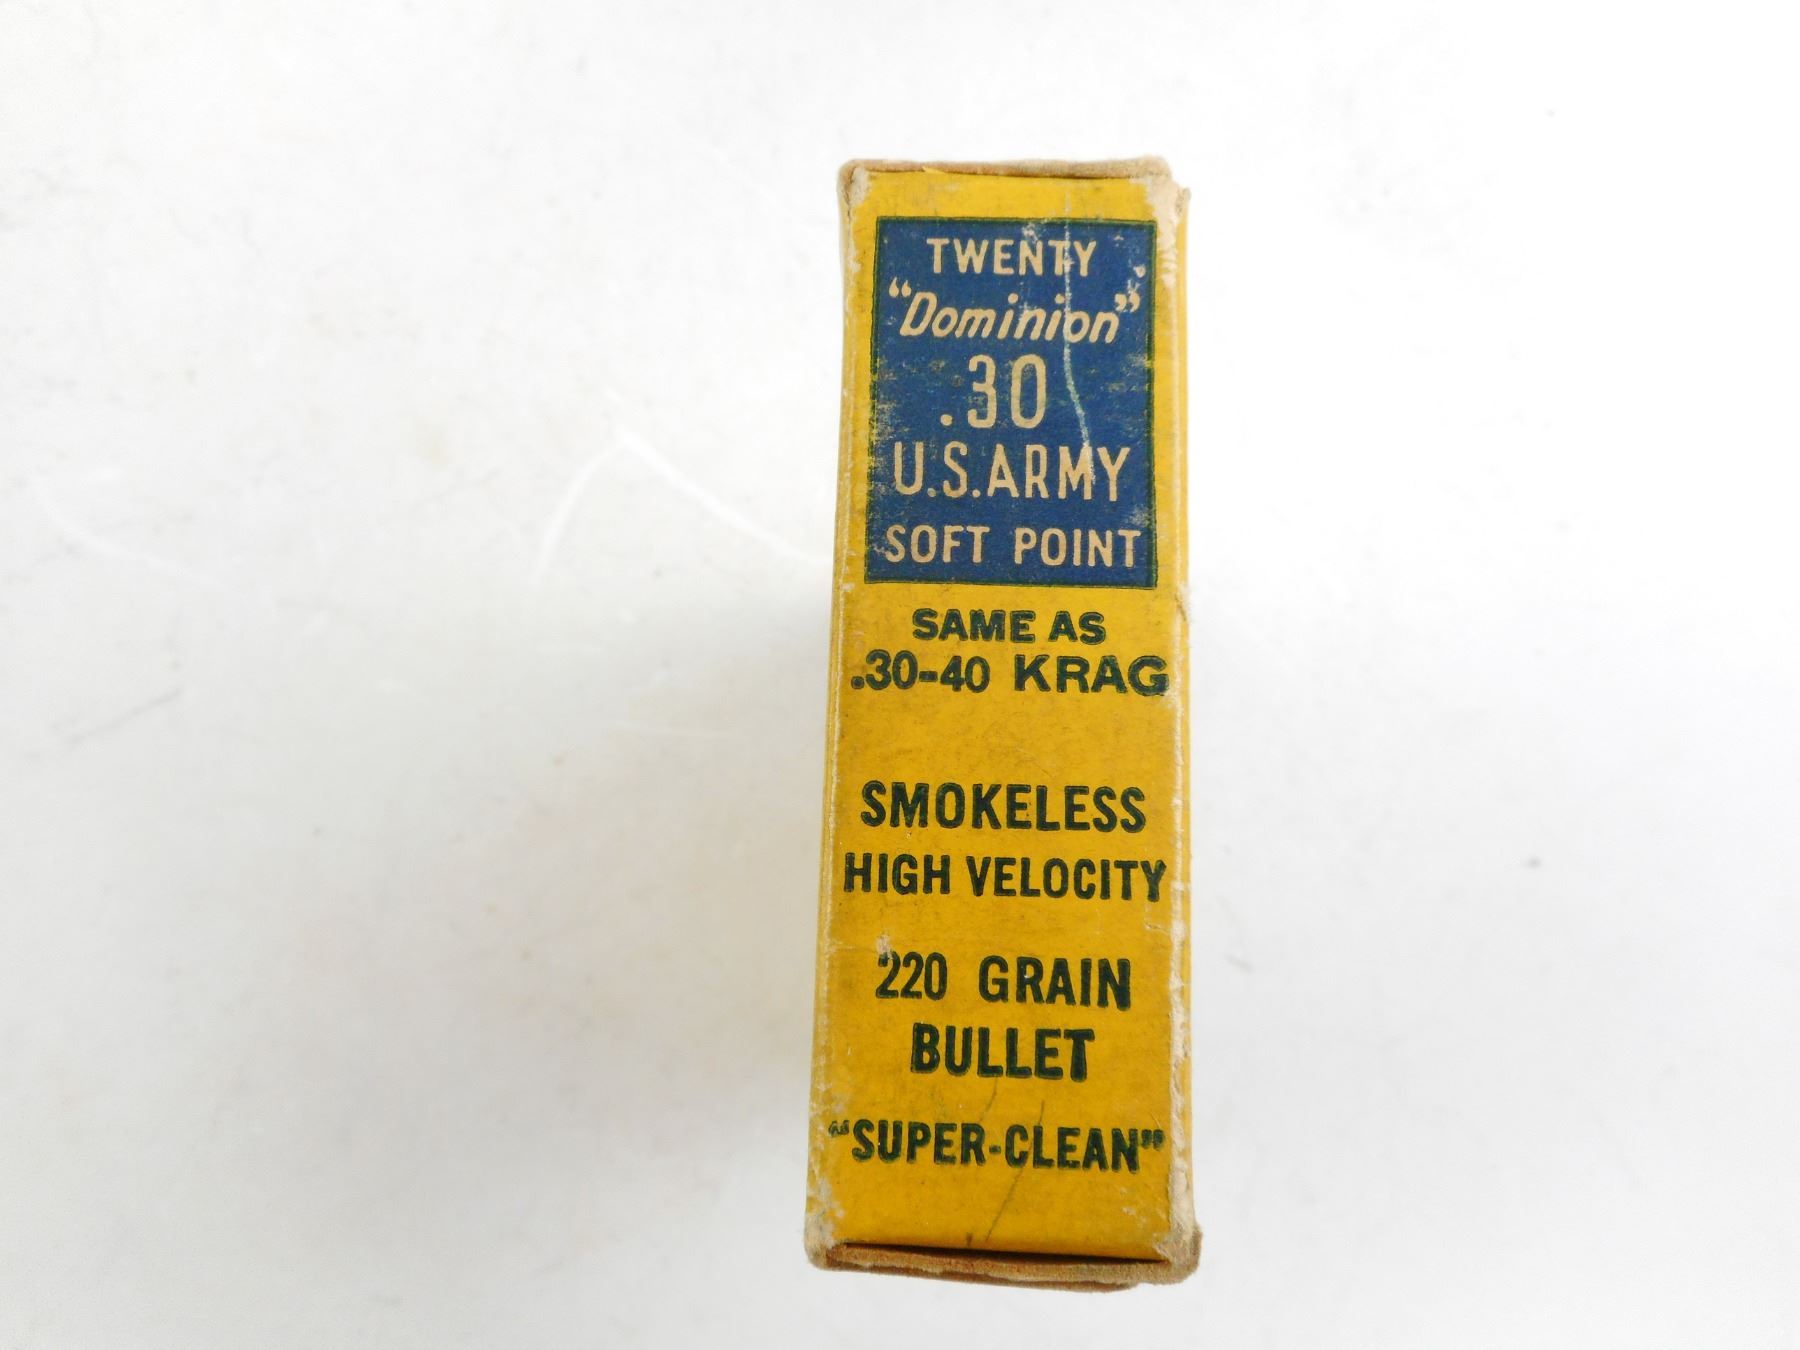 TWENTY
"Dominion"
.30
U.S. ARMY
SOFT POINT
SAME AS
.30-40 KRAG
SMOKELESS
HIGH VELOCITY
220 GRAIN
BULLET
"SUPER-CLEAN"